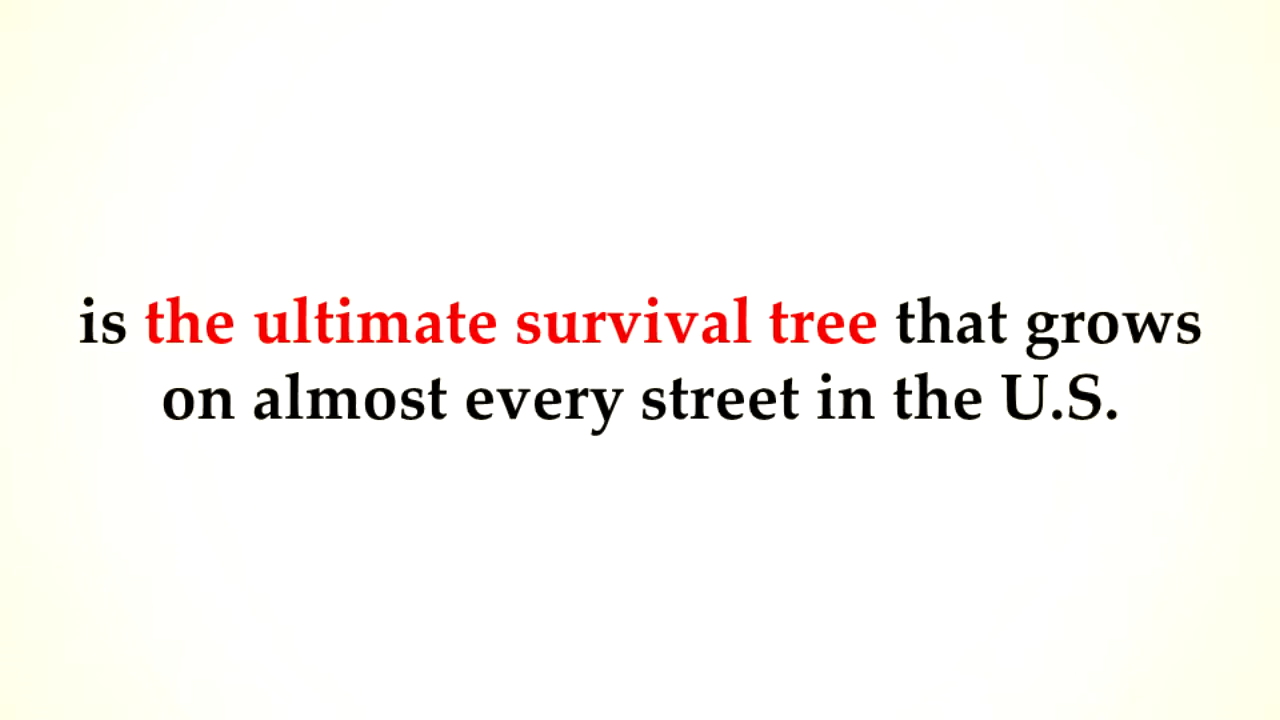 is the ultimate survival tree that grows
on almost every street in the U.S.